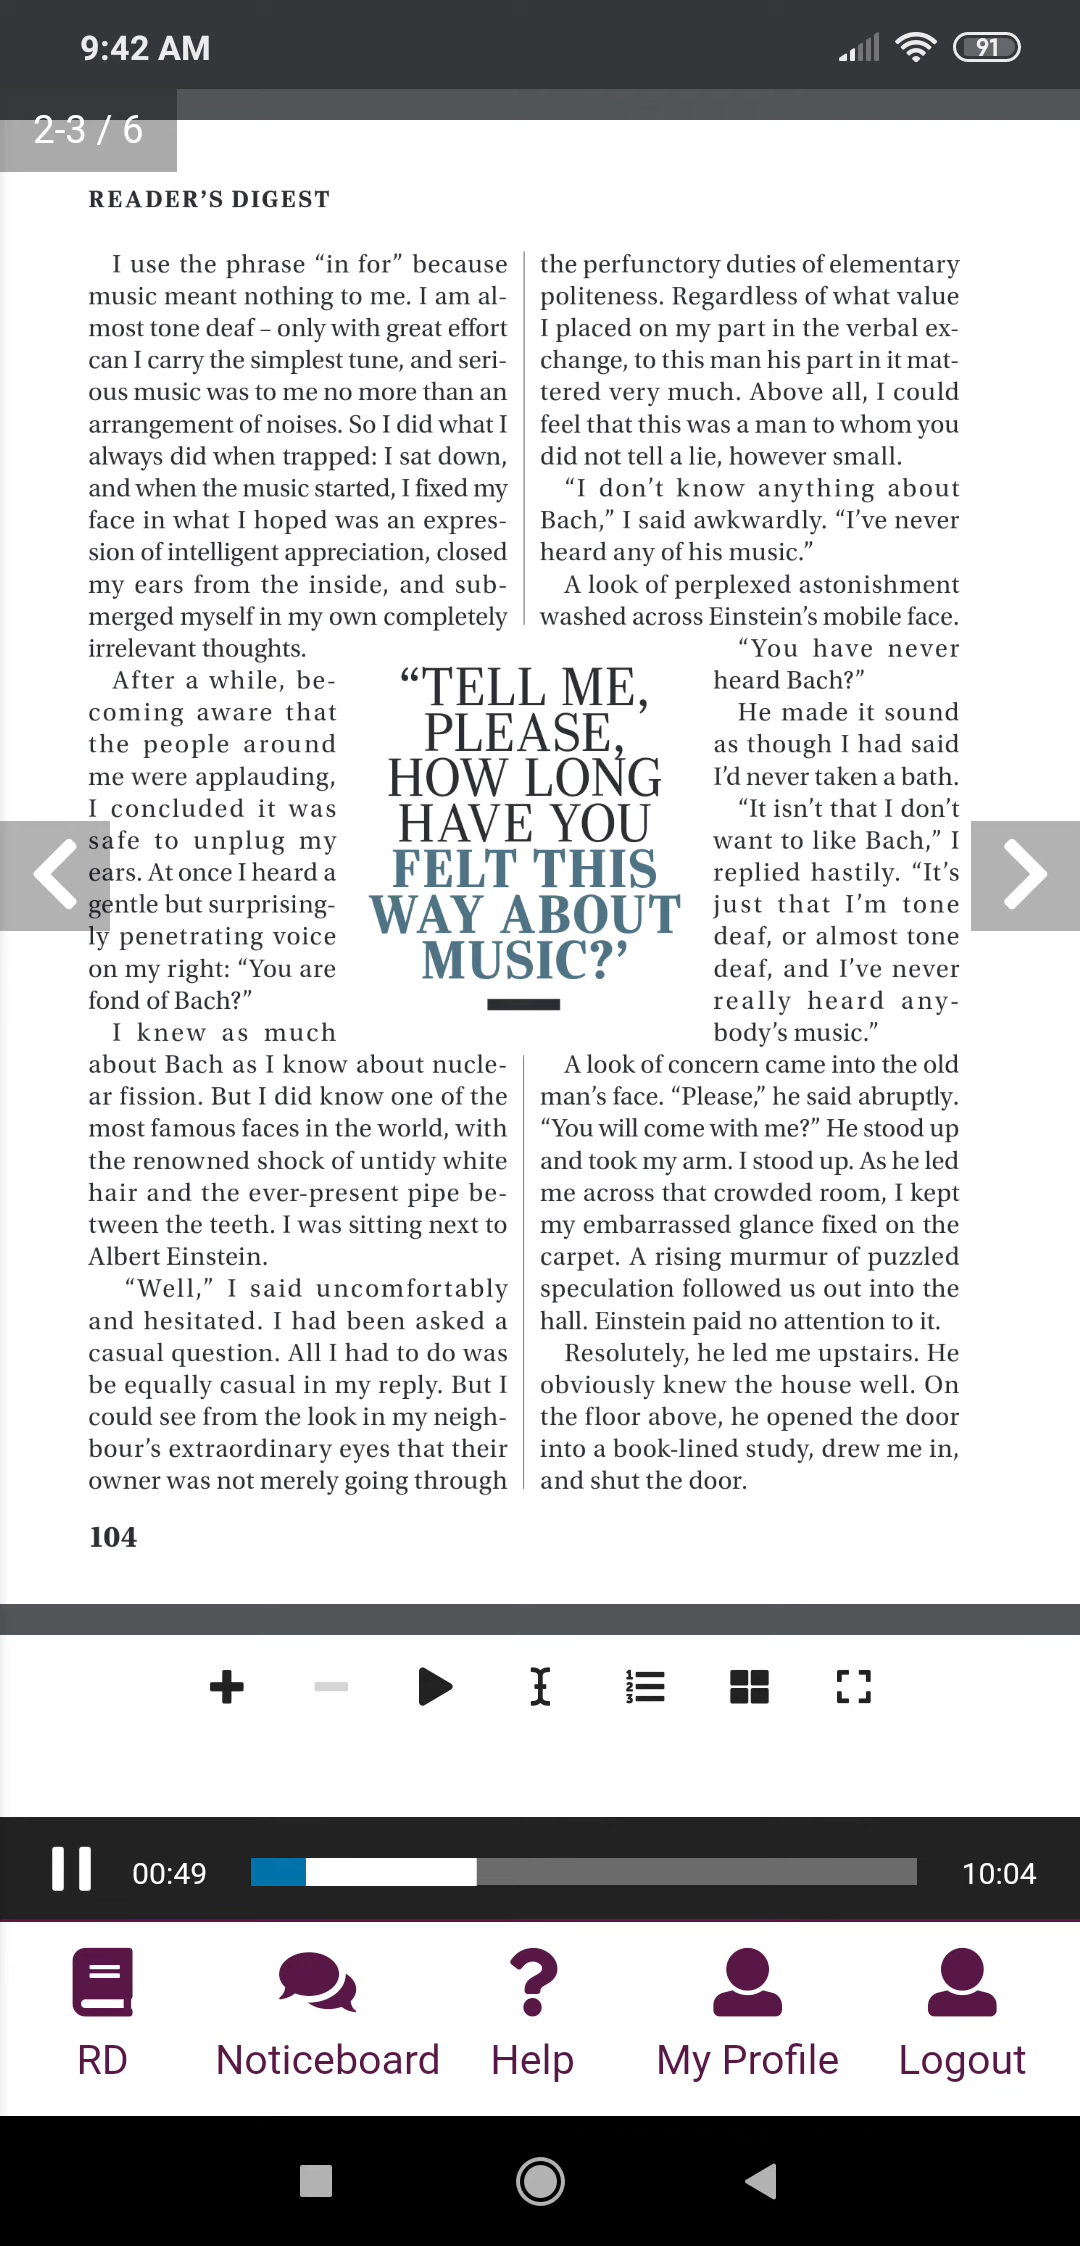 9:42 AM
91
2-3 / 6
READER’S DIGEST
I use the phrase “in for” because
music meant nothing to me. I am al-
most tone deaf – only with great effort
can I carry the simplest tune, and seri-
ous music was to me no more than an
arrangement of noises. So I did what I
always did when trapped: I sat down,
and when the music started, I fixed my
face in what I hoped was an expres-
sion of intelligent appreciation, closed
my ears from the inside, and sub-
merged myself in my own completely
irrelevant thoughts.
After a while, be-
coming aware that
the people around
me were applauding,
I concluded it was
safe to unplug my
ears. At once I heard a
gentle but surprising-
ly penetrating voice
on my right: “You are
fond of Bach?”
I knew as much
about Bach as I know about nucle-
ar fission. But I did know one of the
most famous faces in the world, with
the renowned shock of untidy white
hair and the ever-present pipe be-
tween the teeth. I was sitting next to
Albert Einstein.
“Well,” I said uncomfortably
and hesitated. I had been asked a
casual question. All I had to do was
be equally casual in my reply. But I
could see from the look in my neigh-
bour’s extraordinary eyes that their
owner was not merely going through
“TELL ME,
PLEASE,
HOW LONG
HAVE YOU
FELT THIS
WAY ABOUT
MUSIC?’
the perfunctory duties of elementary
politeness. Regardless of what value
I placed on my part in the verbal ex-
change, to this man his part in it mat-
tered very much. Above all, I could
feel that this was a man to whom you
did not tell a lie, however small.
“I don’t know anything about
Bach,” I said awkwardly. “I’ve never
heard any of his music.”
A look of perplexed astonishment
washed across Einstein’s mobile face.
“You have never
heard Bach?”
He made it sound
as though I had said
I’d never taken a bath.
“It isn’t that I don’t
want to like Bach,” I
replied hastily. “It’s
just that I’m tone
deaf, or almost tone
deaf, and I’ve never
really heard any-
body’s music.”
A look of concern came into the old
man’s face. “Please,” he said abruptly.
“You will come with me?” He stood up
and took my arm. I stood up. As he led
me across that crowded room, I kept
my embarrassed glance fixed on the
carpet. A rising murmur of puzzled
speculation followed us out into the
hall. Einstein paid no attention to it.
Resolutely, he led me upstairs. He
obviously knew the house well. On
the floor above, he opened the door
into a book-lined study, drew me in,
and shut the door.
104
00:49
10:04
RD
Noticeboard
Help
My Profile
Logout